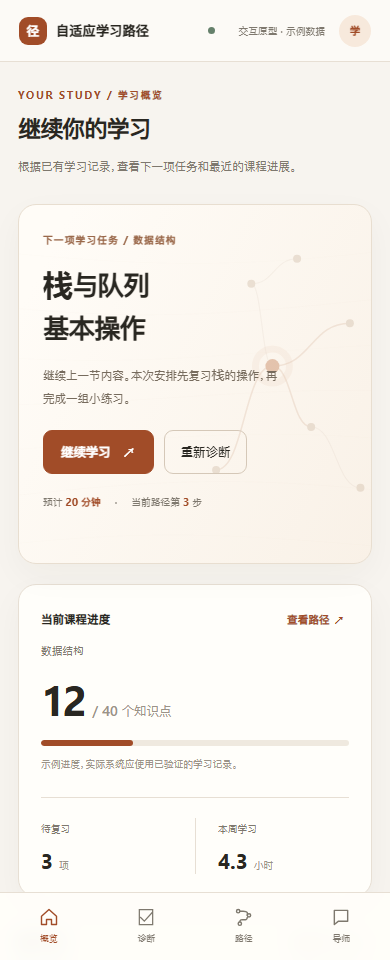 径 自适应学习路径 交互原型 · 示例数据 学
YOUR STUDY / 学习概览
继续你的学习
根据已有学习记录，查看下一项任务和最近的课程进展。
下一项学习任务 / 数据结构
栈与队列
基本操作
继续上一节内容。本次安排先复习栈的操作，再
完成一组小练习。
继续学习 ↗ 重新诊断
预计 20 分钟 · 当前路径第 3 步
当前课程进度 查看路径 ↗
数据结构
12 / 40 个知识点
示例进度，实际系统应使用已验证的学习记录。
待复习 本周学习
3 项 4.3 小时
概览 诊断 路径 导师